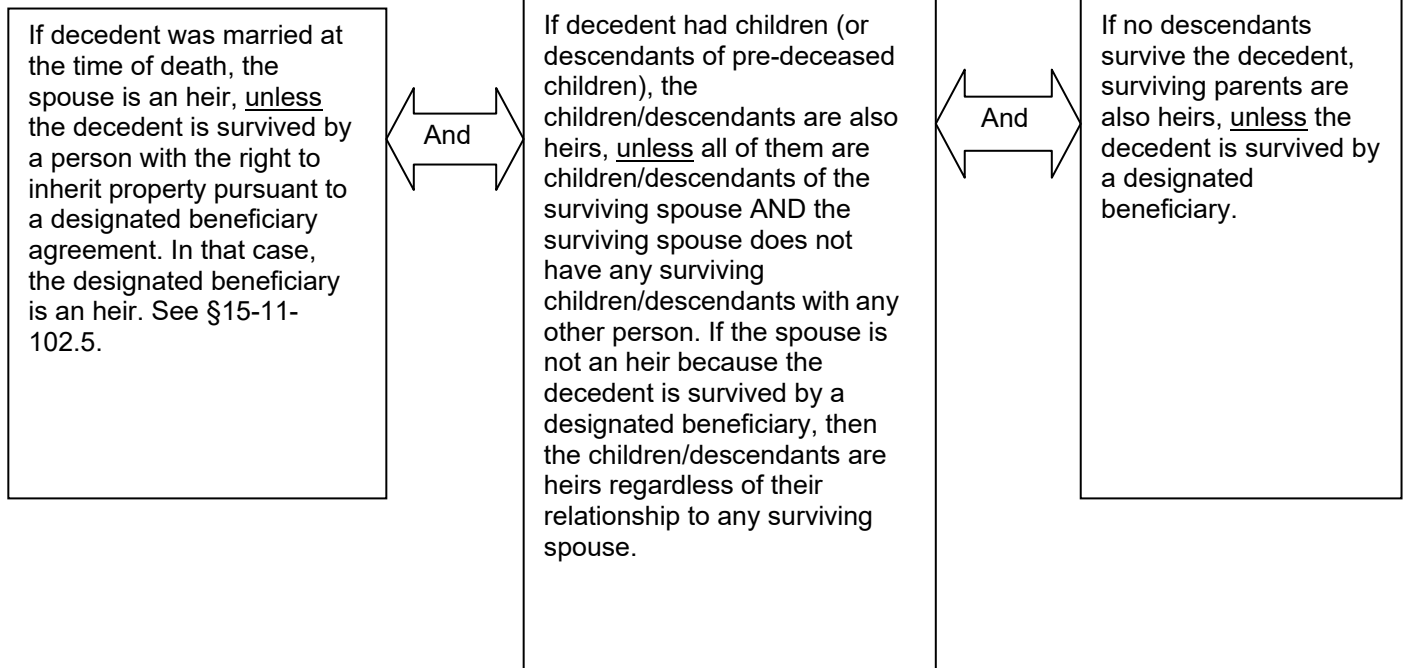 If decedent was married at
the time of death, the
spouse is an heir, unless
the decedent is survived by
a person with the right to
inherit property pursuant to
a designated beneficiary
agreement. In that case,
the designated beneficiary
is an heir. See §15-11-
102.5.
And
If decedent had children (or
descendants of pre-deceased
children), the
children/descendants are also
heirs, unless all of them are
children/descendants of the
surviving spouse AND the
surviving spouse does not
have any surviving
children/descendants with any
other person. If the spouse is
not an heir because the
decedent is survived by a
designated beneficiary, then
the children/descendants are
heirs regardless of their
relationship to any surviving
spouse.
And
If no descendants
survive the decedent,
surviving parents are
also heirs, unless the
decedent is survived by
a designated
beneficiary.